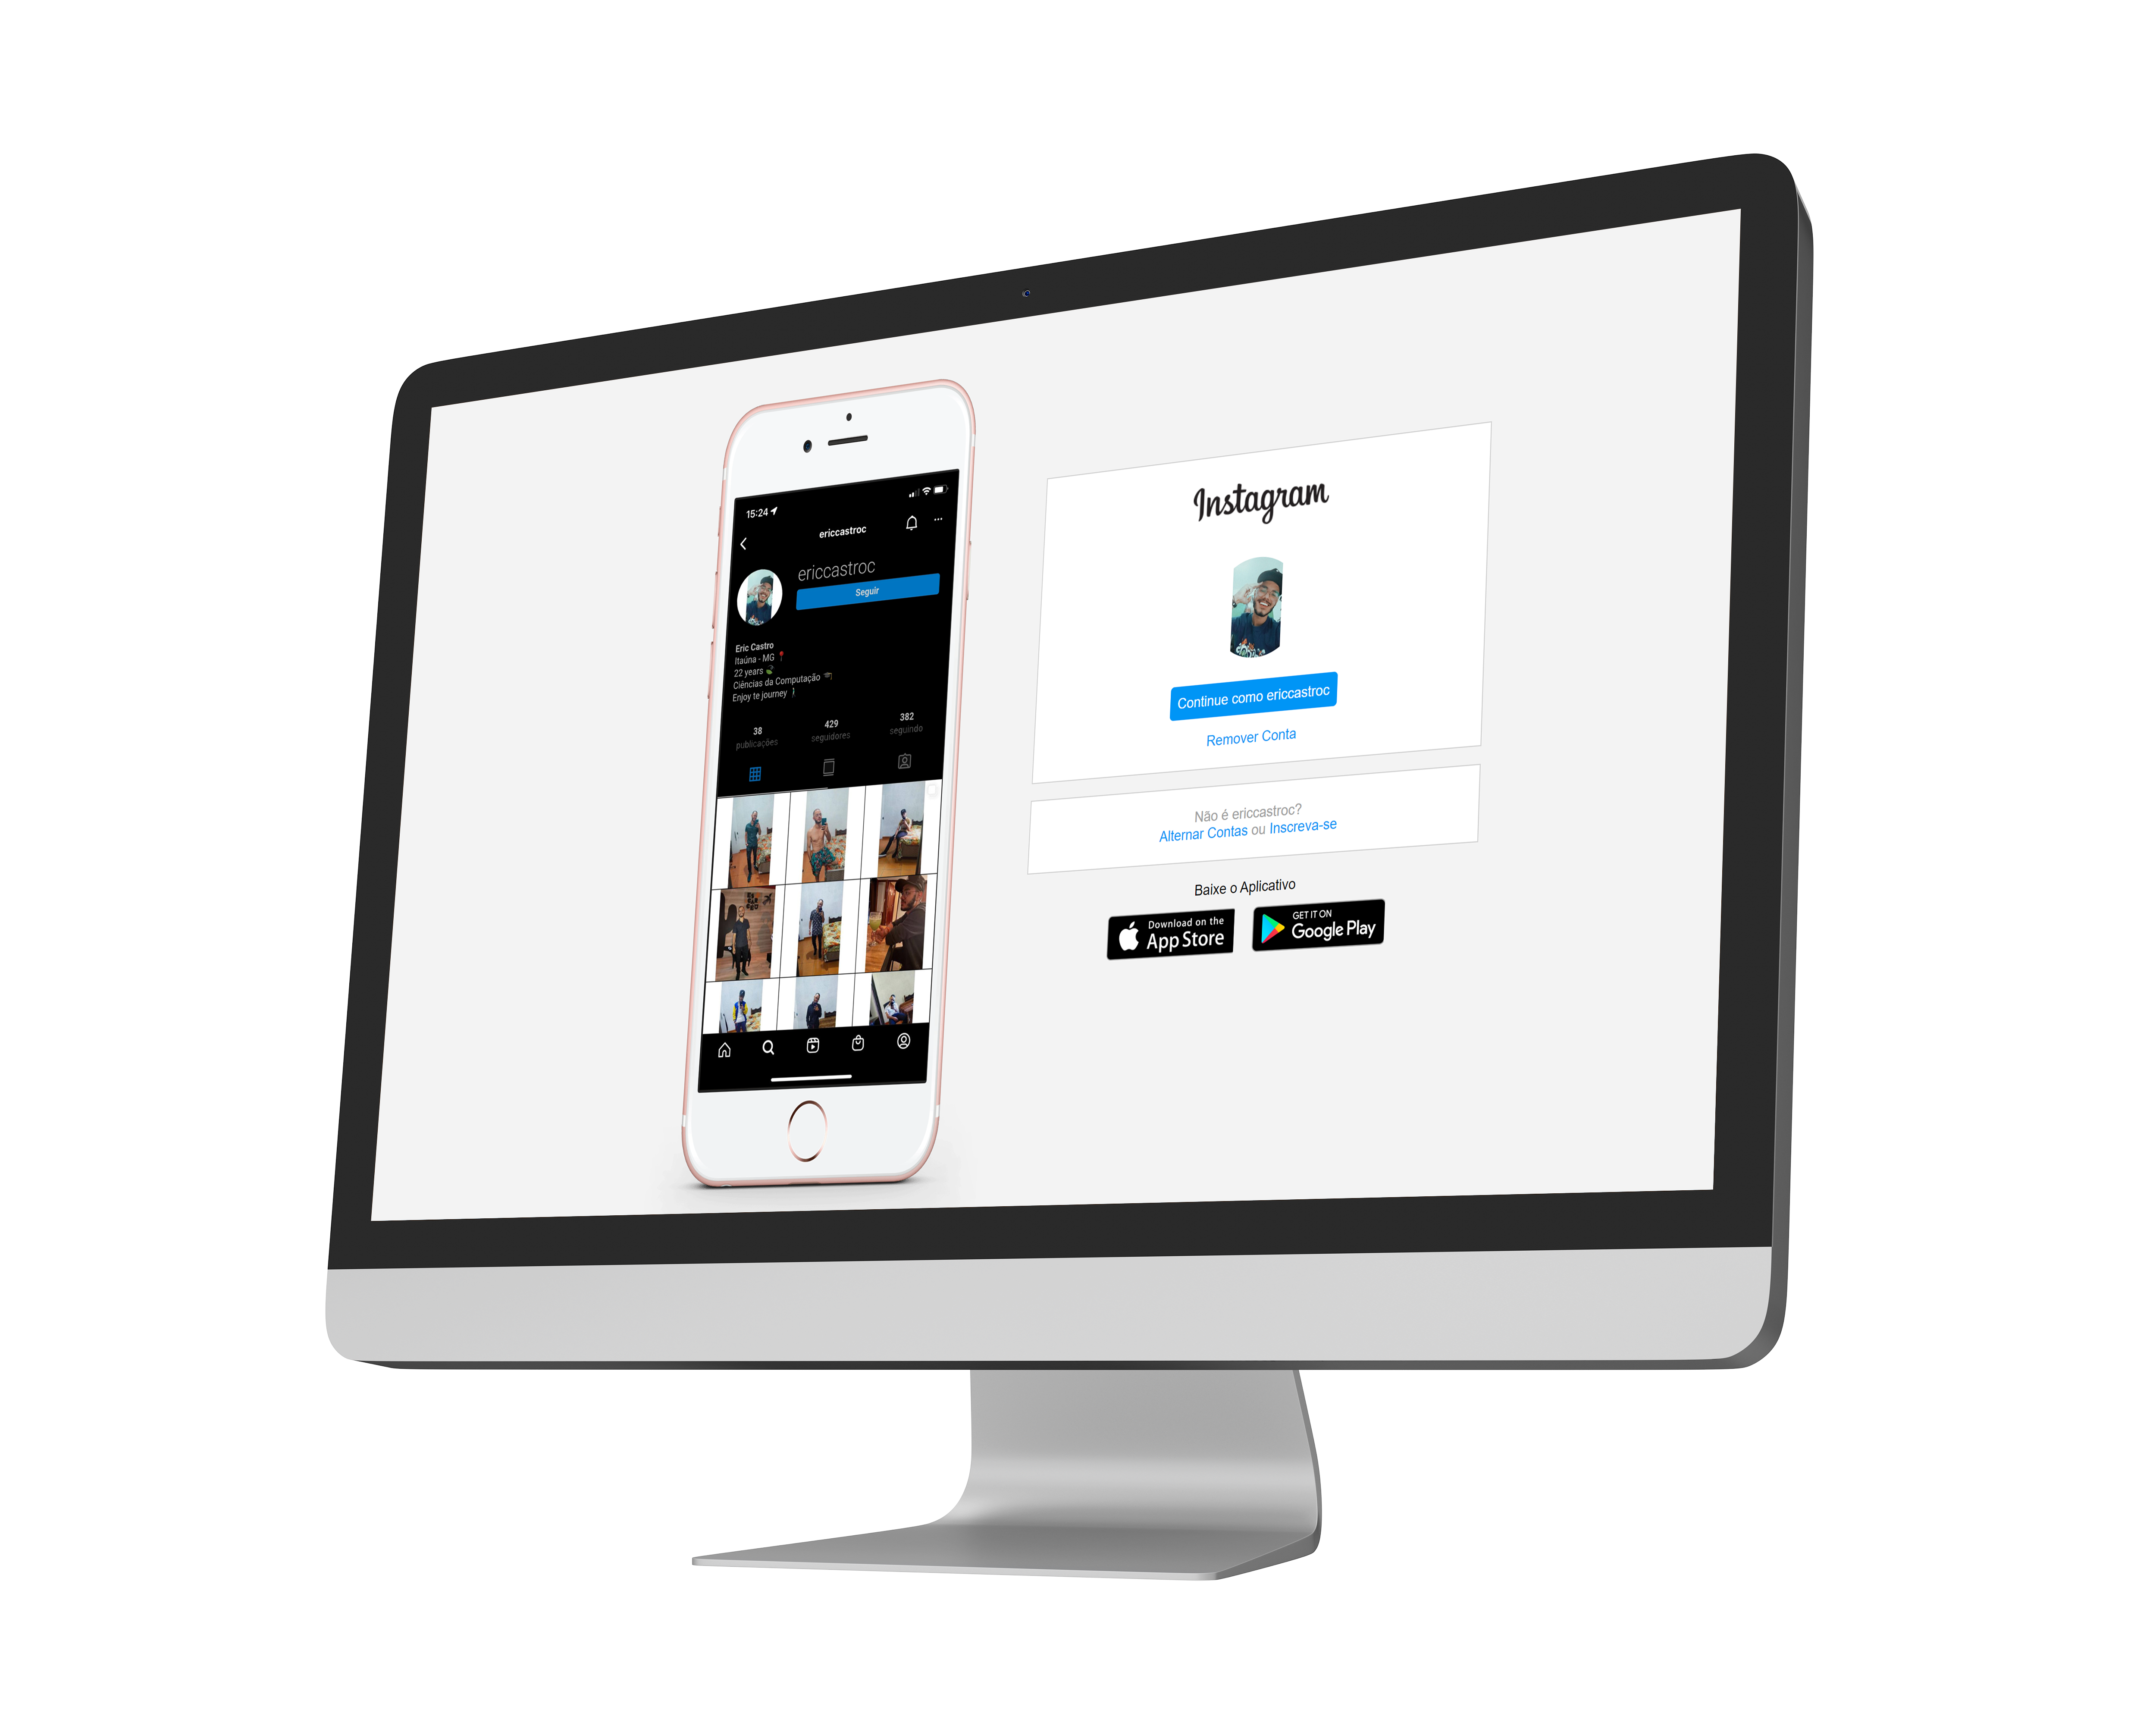 15:24
ericcastroc
ericcastroc
Seguir
Eric Castro
Itaúna - MG
22 years
Ciências da Computação
Enjoy te journey
38
publicações
429
seguidores
382
seguindo
Instagram
Continue como ericcastroc
Remover Conta
Não é ericcastroc?
Alternar Contas ou Inscreva-se
Baixe o Aplicativo
Download on the
App Store
GET IT ON
Google Play